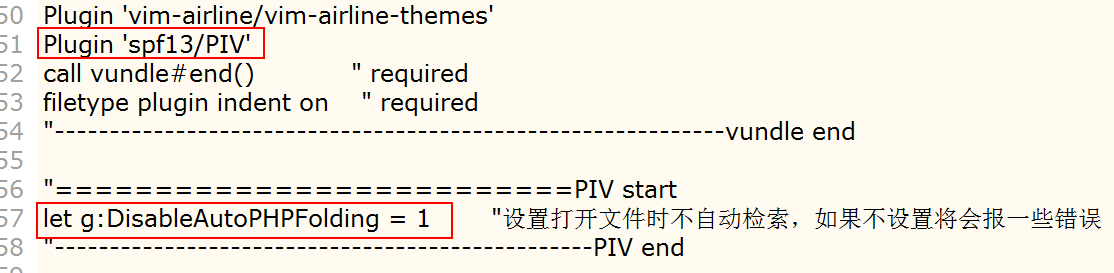 50 Plugin 'vim-airline/vim-airline-themes'
51 Plugin 'spf13/PIV'
52 call vundle#end()            " required
53 filetype plugin indent on    " required
54 "-------------------------------------------------------------vundle end
55
56 "==========================PIV start
57 let g:DisableAutoPHPFolding = 1        "设置打开文件时不自动检索，如果不设置将会报一些错误
58 "-------------------------------------------------PIV end